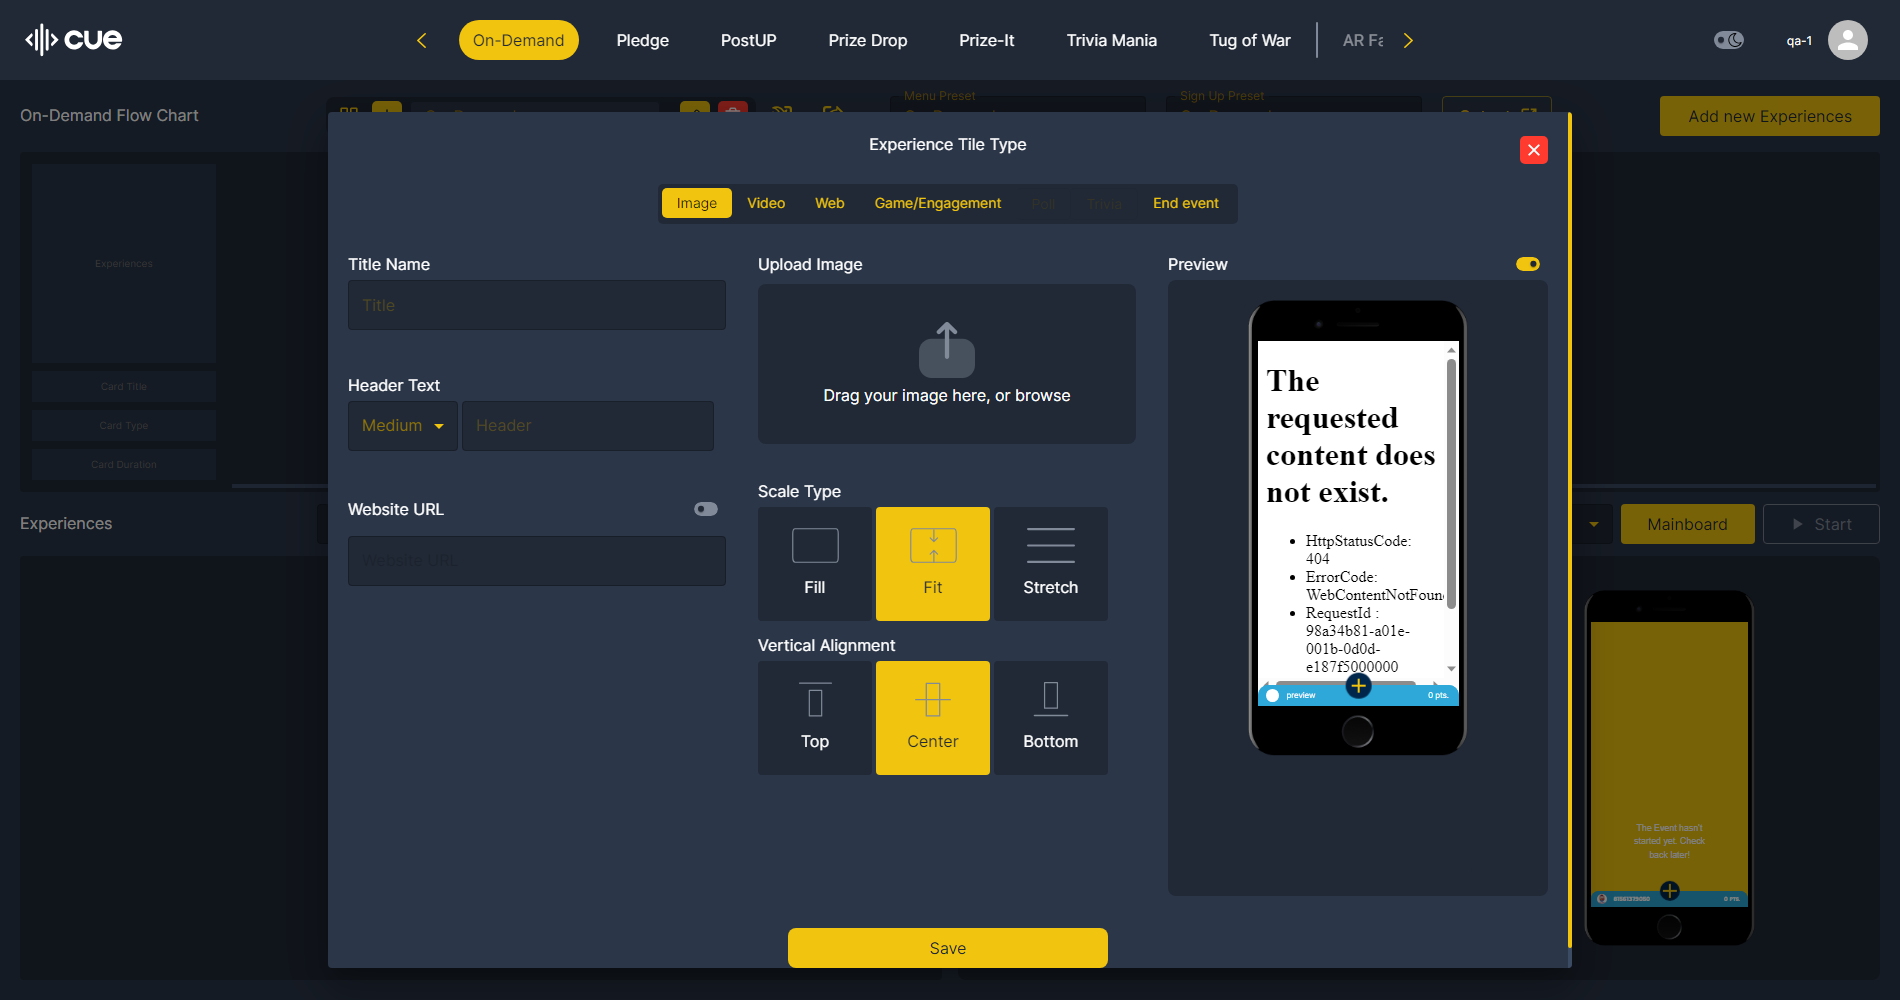 cue
On-Demand
Pledge
PostUP
Prize Drop
Prize-It
Trivia Mania
Tug of War
AR Fa
qa-1
On-Demand Flow Chart
Menu Preset
Sign Up Preset
Add new Experiences
Experience Tile Type
Image
Video
Web
Game/Engagement
Poll
Trivia
End event
Experiences
Card Title
Card Type
Card Duration
Title Name
Title
Header Text
Medium
Header
Website URL
Website URL
Upload Image
Drag your image here, or browse
Scale Type
Fill
Fit
Stretch
Vertical Alignment
Top
Center
Bottom
Preview
The
requested
content does
not exist.
HttpStatusCode:
404
ErrorCode:
WebContentNotFoun
RequestId :
98a34b81-a01e-
001b-0d0d-
e187f5000000
preview
0 pts.
Experiences
Mainboard
Start
The Event hasn't
started yet. Check
back later!
0 PTS.
Save